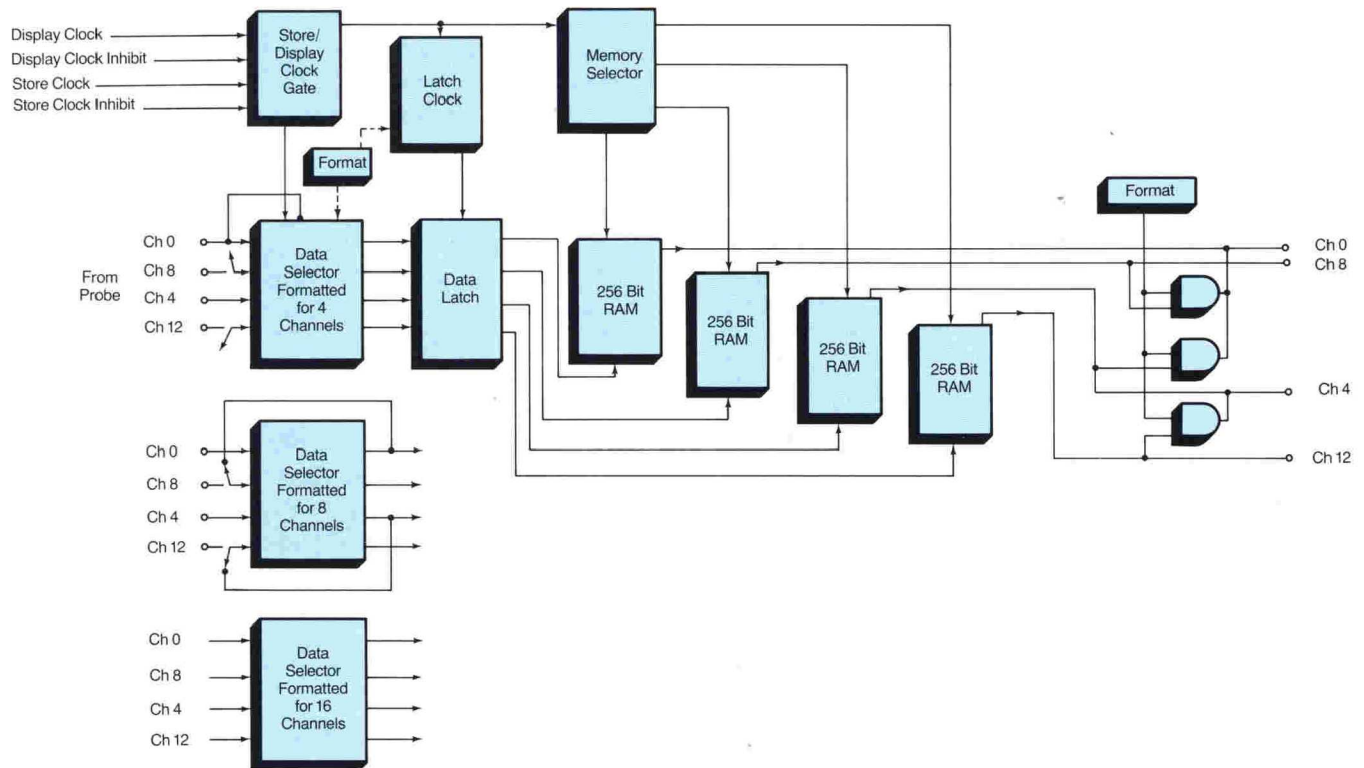 Display Clock
Display Clock Inhibit
Store Clock
Store Clock Inhibit
Store/
Display
Clock
Gate
Latch
Clock
Memory
Selector
Format
Format
From
Probe
Ch 0
Ch 8
Ch 4
Ch 12
Data
Selector
Formatted
for 4
Channels
Data
Latch
256 Bit
RAM
256 Bit
RAM
256 Bit
RAM
256 Bit
RAM
Ch 0
Ch 8
Ch 4
Ch 12
Ch 0
Ch 8
Ch 4
Ch 12
Data
Selector
Formatted
for 8
Channels
Ch 0
Ch 8
Ch 4
Ch 12
Data
Selector
Formatted
for 16
Channels